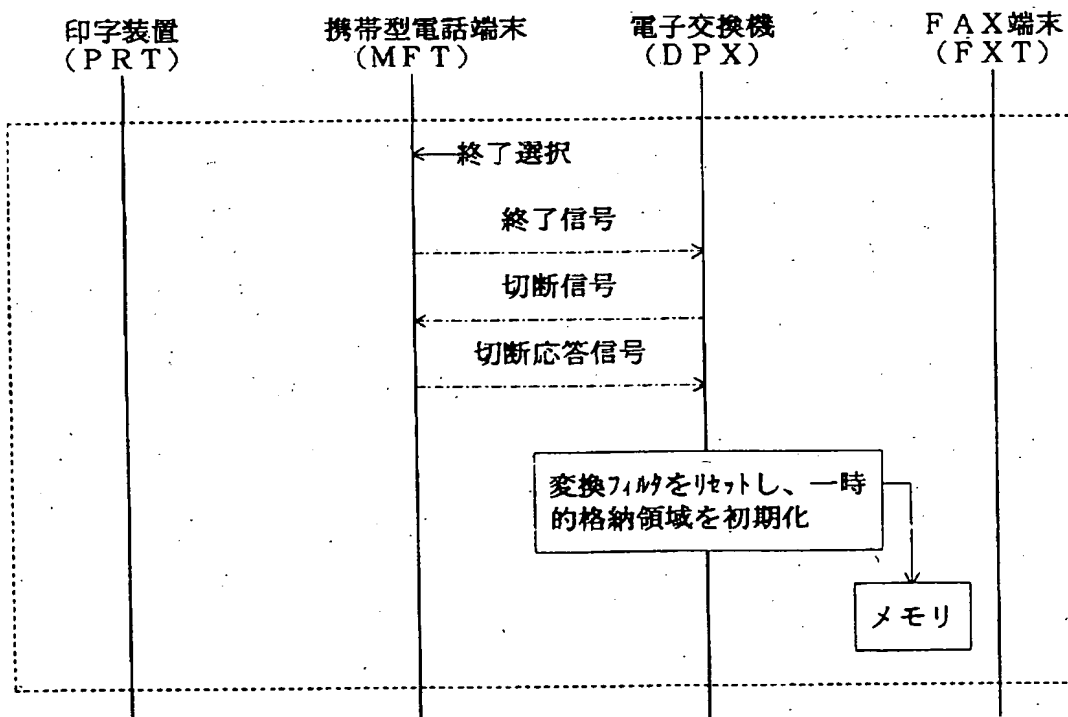 印字装置
(PRT)
携帯型電話端末
(MFT)
電子交換機
(DPX)
FAX端末
(FXT)
終了選択
終了信号
切断信号
切断応答信号
変換フィルタをリセットし、一時
的格納領域を初期化
メモリ